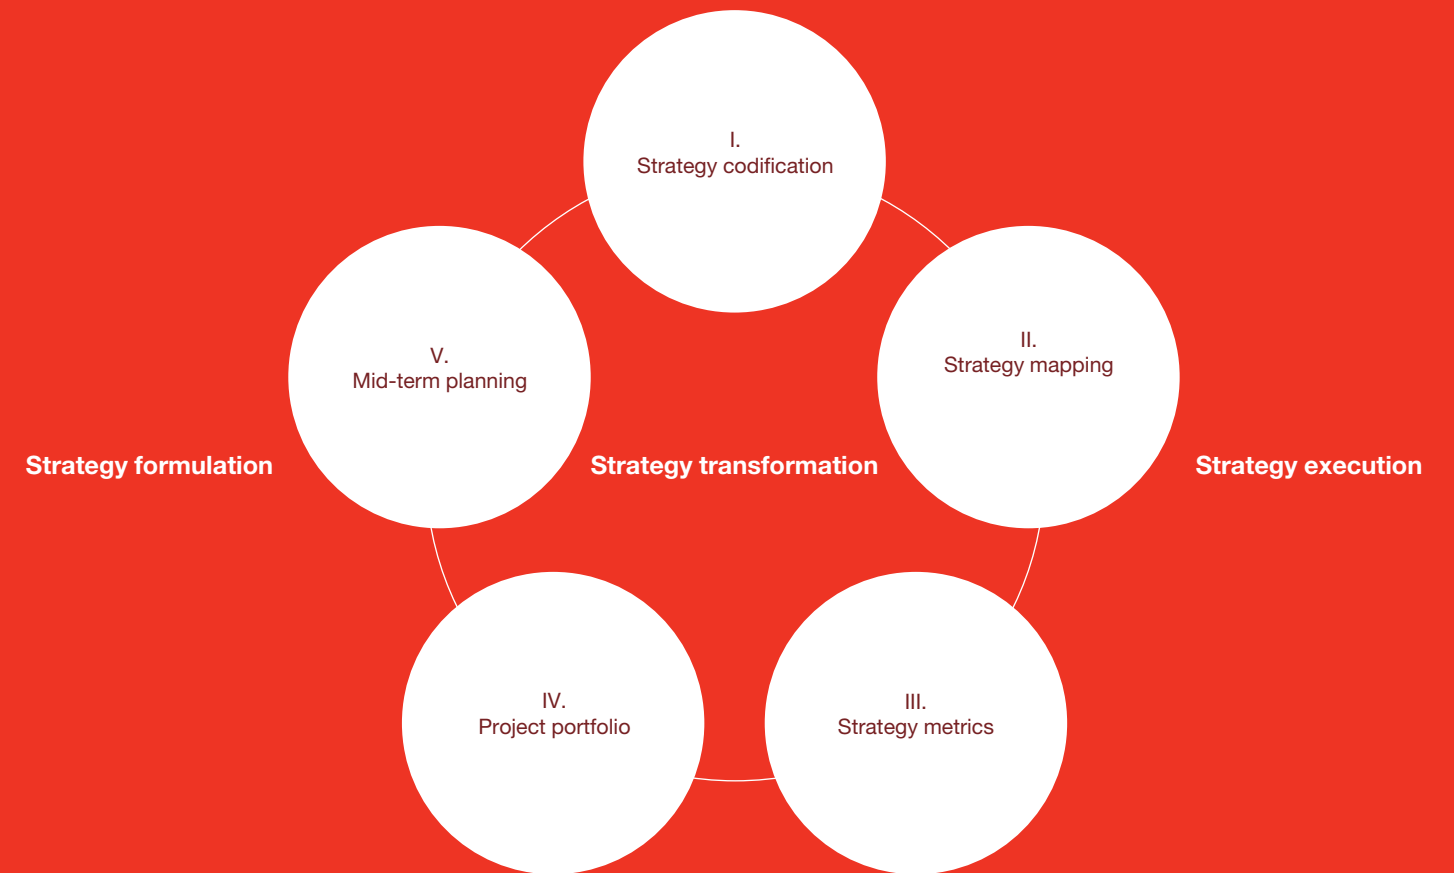 I.
Strategy codification
II.
Strategy mapping
V.
Mid-term planning
Strategy formulation
Strategy transformation
Strategy execution
IV.
Project portfolio
III.
Strategy metrics